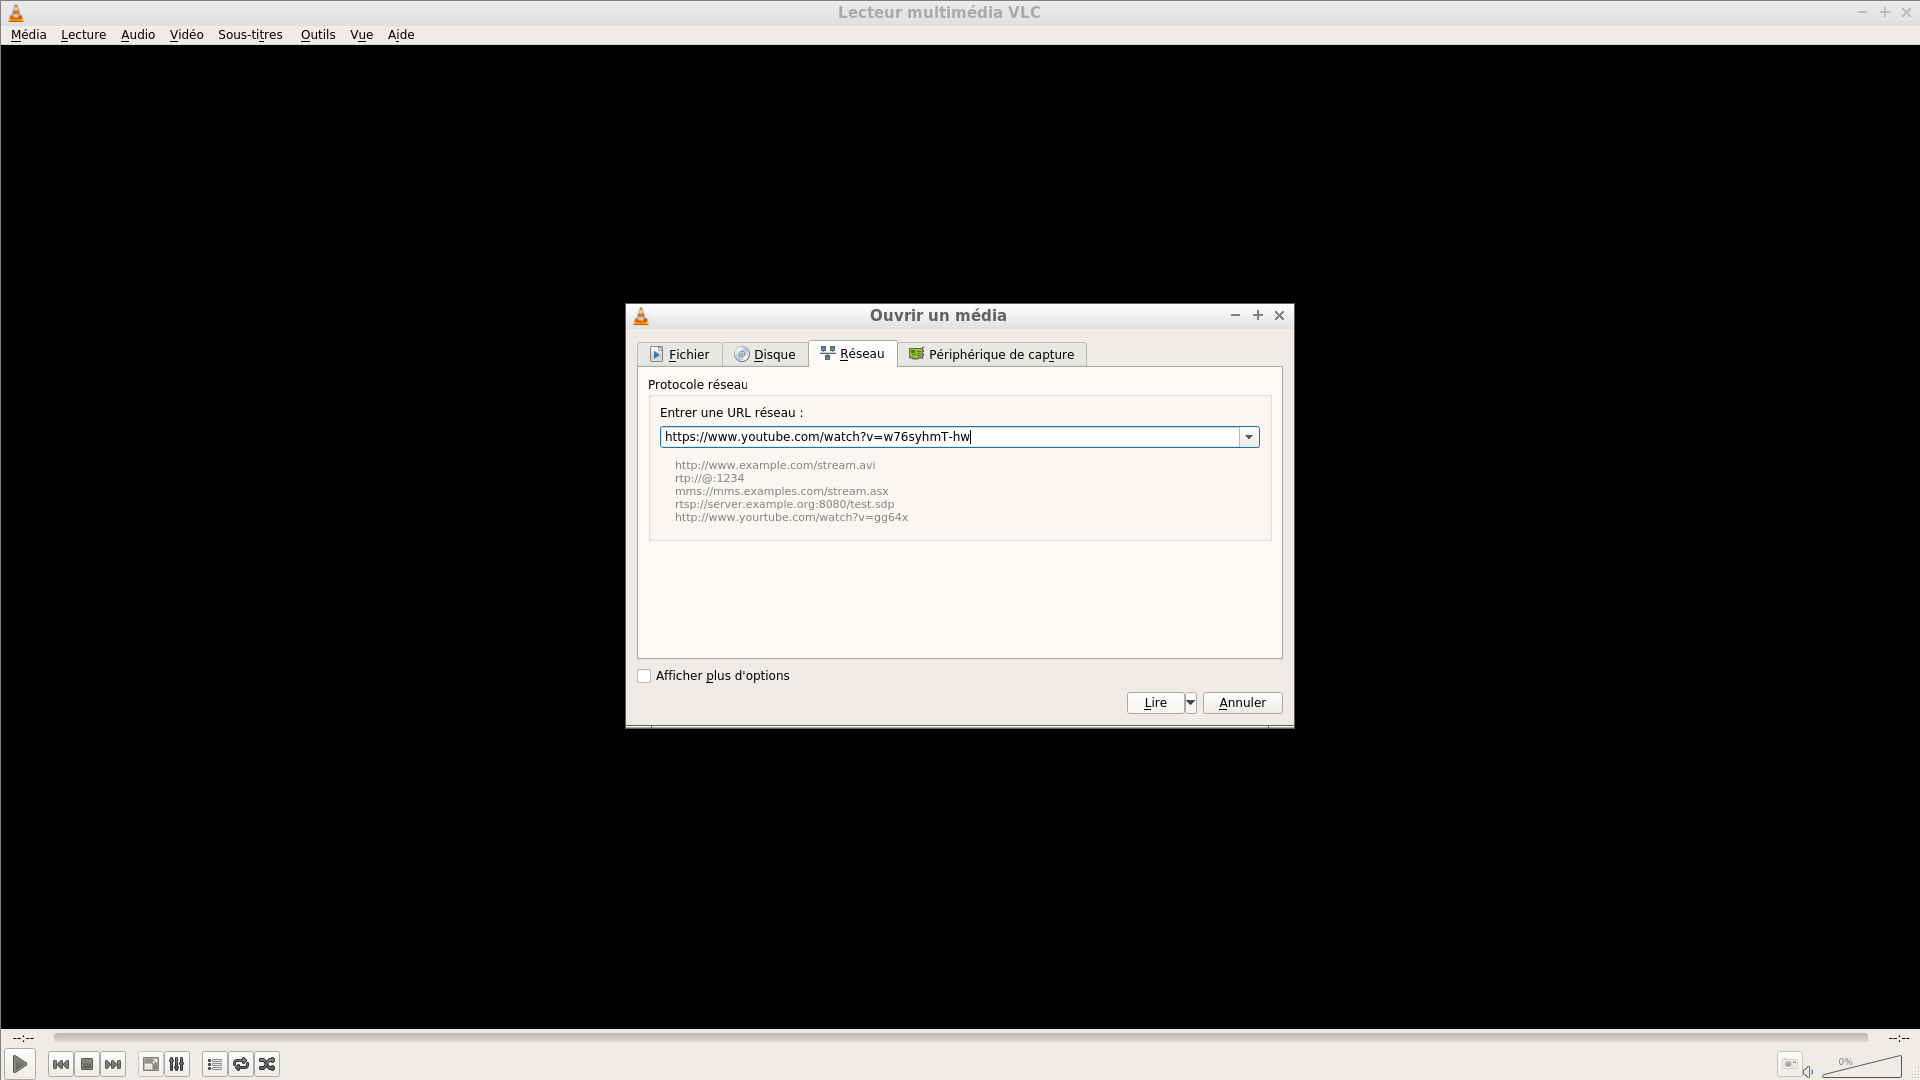 Lecteur multimédia VLC
Média Lecture Audio Vidéo Sous-titres Outils Vue Aide
Ouvrir un média
Fichier Disque Réseau Périphérique de capture
Protocole réseau
Entrer une URL réseau :
https://www.youtube.com/watch?v=w76syhmT-hw
http://www.example.com/stream.avi
rtp://@:1234
mms://mms.examples.com/stream.asx
rtsp://server.example.org:8080/test.sdp
http://www.yourtube.com/watch?v=gg64x
Afficher plus d'options
Lire Annuler
--:-- --:--
0%